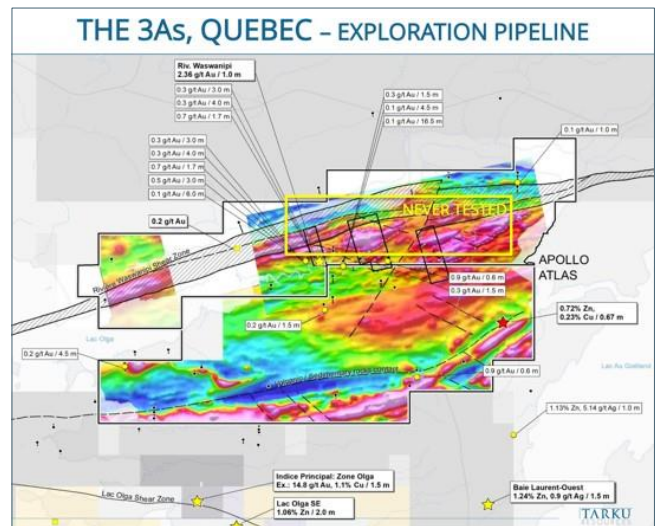 THE 3As, QUEBEC – EXPLORATION PIPELINE
Riv. Waswanipi
2.36 g/t Au / 1.0 m
0.3 g/t Au / 3.0 m
0.3 g/t Au / 4.0 m
0.7 g/t Au / 1.7 m
0.3 g/t Au / 1.5 m
0.1 g/t Au / 4.5 m
0.1 g/t Au / 16.5 m
0.1 g/t Au / 1.0 m
0.3 g/t Au / 3.0 m
0.3 g/t Au / 4.0 m
0.7 g/t Au / 1.7 m
0.5 g/t Au / 3.0 m
0.1 g/t Au / 6.0 m
0.2 g/t Au
NEVER TESTED
Rivière Waswanipi Shear Zone
APOLLO
ATLAS
0.9 g/t Au / 0.6 m
0.3 g/t Au / 1.5 m
0.72% Zn,
0.23% Cu / 0.67 m
0.2 g/t Au / 1.5 m
Lac Olga
0.2 g/t Au / 4.5 m
Lac Au Goéland
0.9 g/t Au / 0.6 m
1.13% Zn, 5.14 g/t Ag / 1.0 m
Indice Principal: Zone Olga
Ex.: 14.8 g/t Au, 1.1% Cu / 1.5 m
Lac Olga Shear Zone
Baie Laurent-Ouest
1.24% Zn, 0.9 g/t Ag / 1.5 m
Lac Olga SE
1.06% Zn / 2.0 m
TARKU
RESOURCES